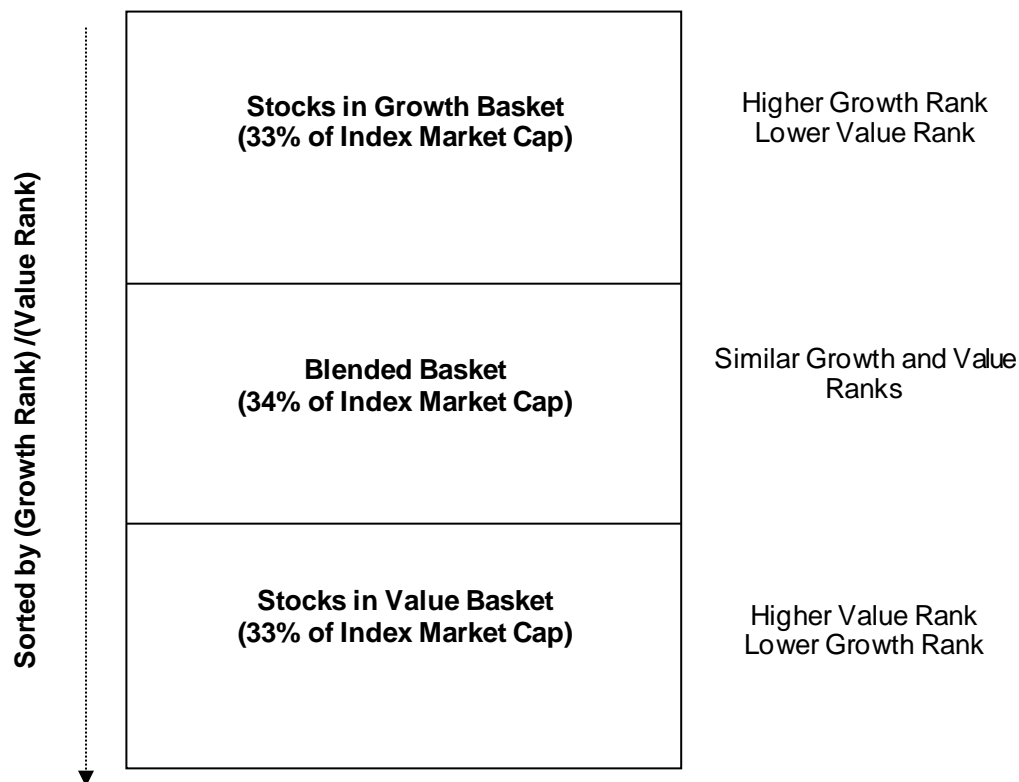 Sorted by (Growth Rank) /(Value Rank)
Stocks in Growth Basket
(33% of Index Market Cap)
Higher Growth Rank
Lower Value Rank
Blended Basket
(34% of Index Market Cap)
Similar Growth and Value
Ranks
Stocks in Value Basket
(33% of Index Market Cap)
Higher Value Rank
Lower Growth Rank